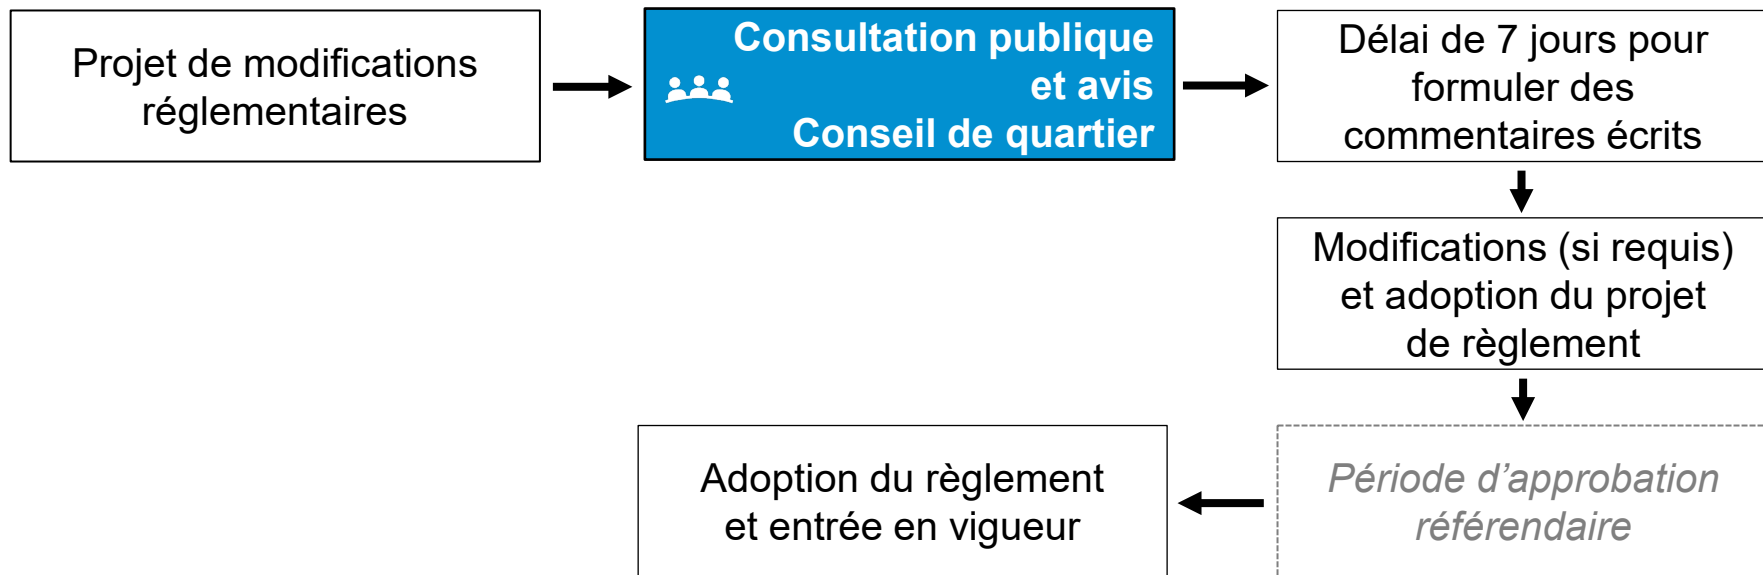 Projet de modifications
réglementaires
Consultation publique
et avis
Conseil de quartier
Délai de 7 jours pour
formuler des
commentaires écrits
Modifications (si requis)
et adoption du projet
de règlement
Période d’approbation
référendaire
Adoption du règlement
et entrée en vigueur